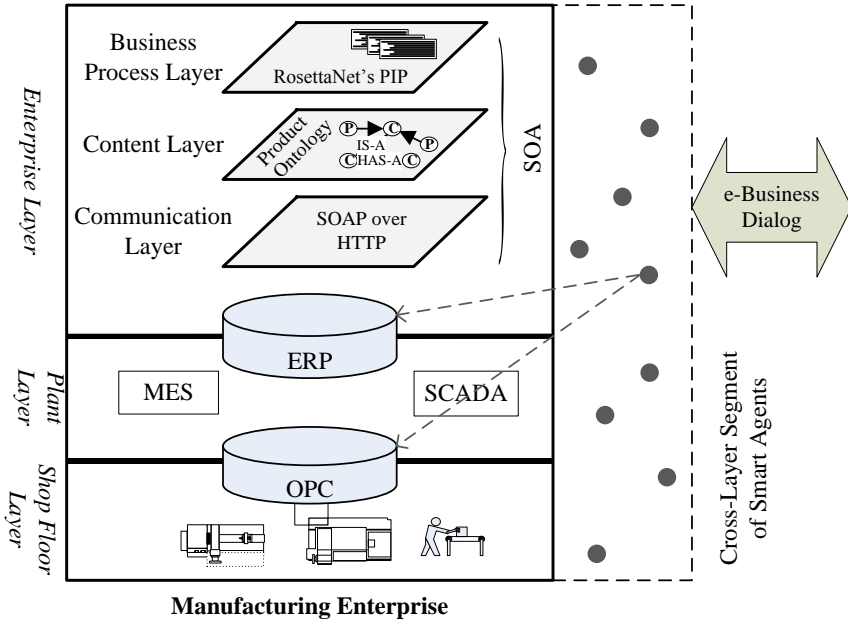 Business
Process Layer
RosettaNet's PIP
Enterprise Layer
Content Layer
Product
Ontology
P
C
P
IS-A
C
HAS-A
C
SOA
Communication
Layer
SOAP over
HTTP
e-Business
Dialog
ERP
Plant
Layer
MES
SCADA
OPC
Shop Floor
Layer
Cross-Layer Segment
of Smart Agents
Manufacturing Enterprise